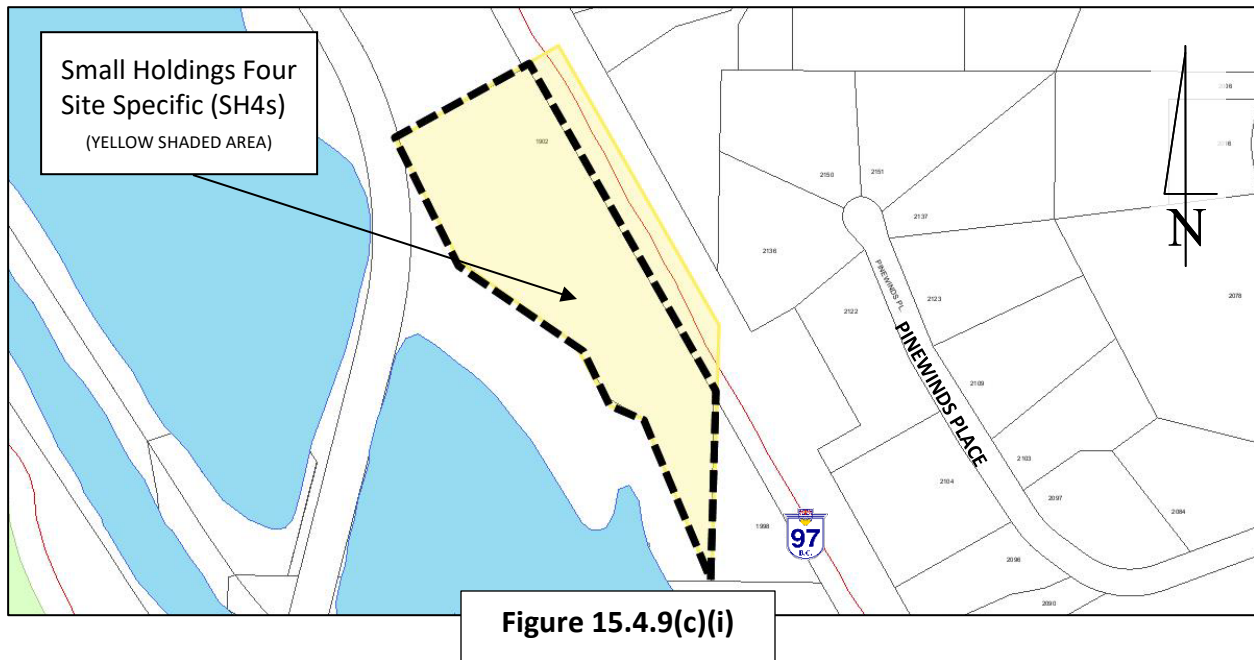 Small Holdings Four
Site Specific (SH4s)
(YELLOW SHADED AREA)
1902
2150
2151
2137
2136
PINEWINDS PL
2123
2122
2078
PINEWINDS PLACE
2109
2104
2103
2097
2084
1998
97
B.C.
2096
2090
N
Figure 15.4.9(c)(i)